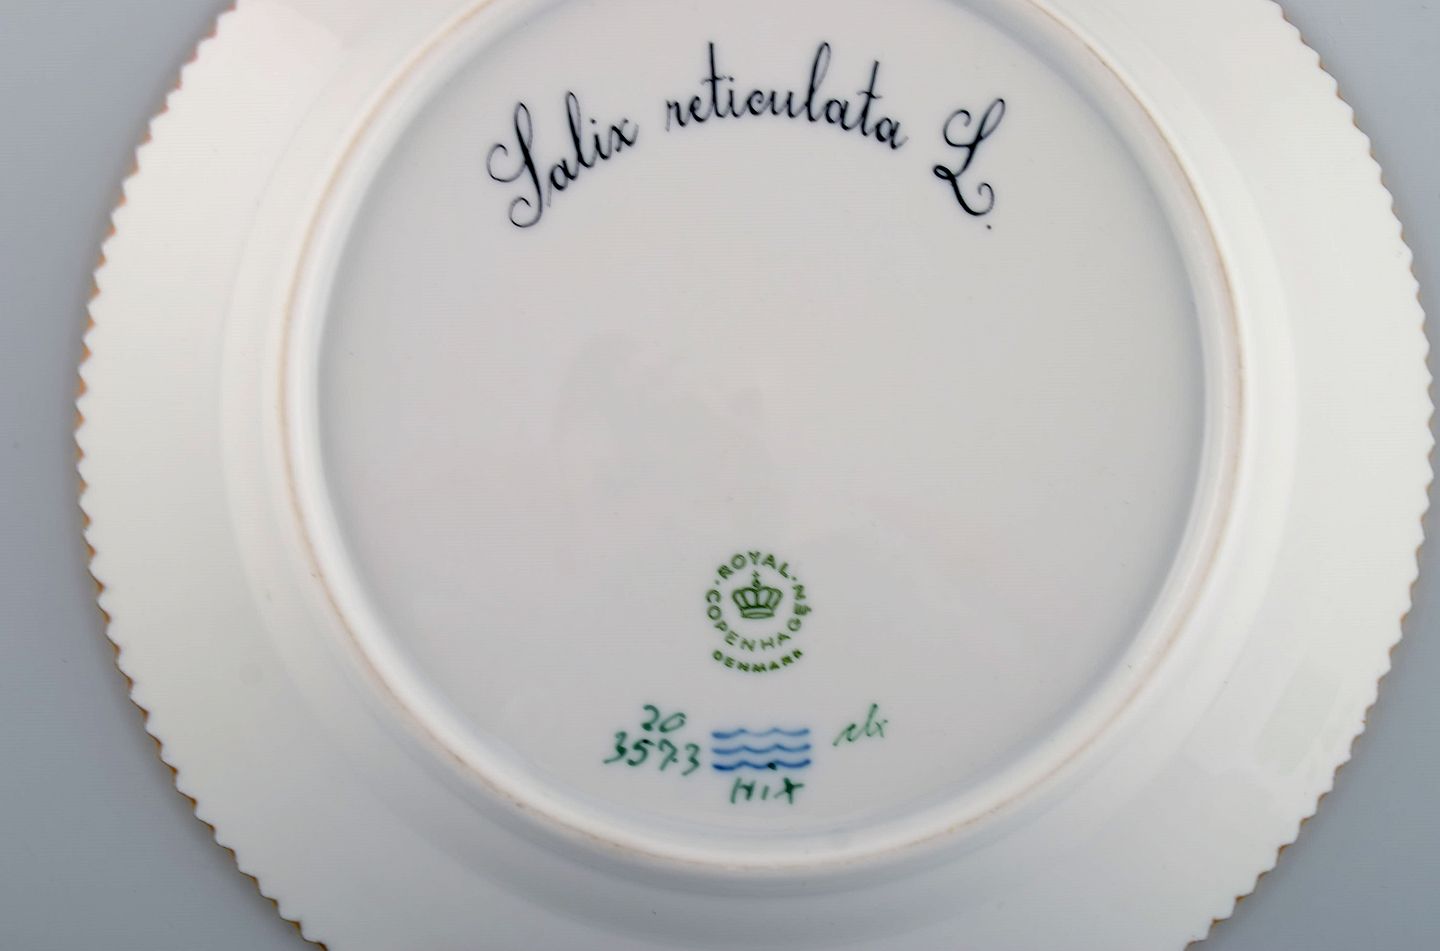 Salix reticulata L.
ROYAL · COPENHAGEN ·
DENMARK
20
3573